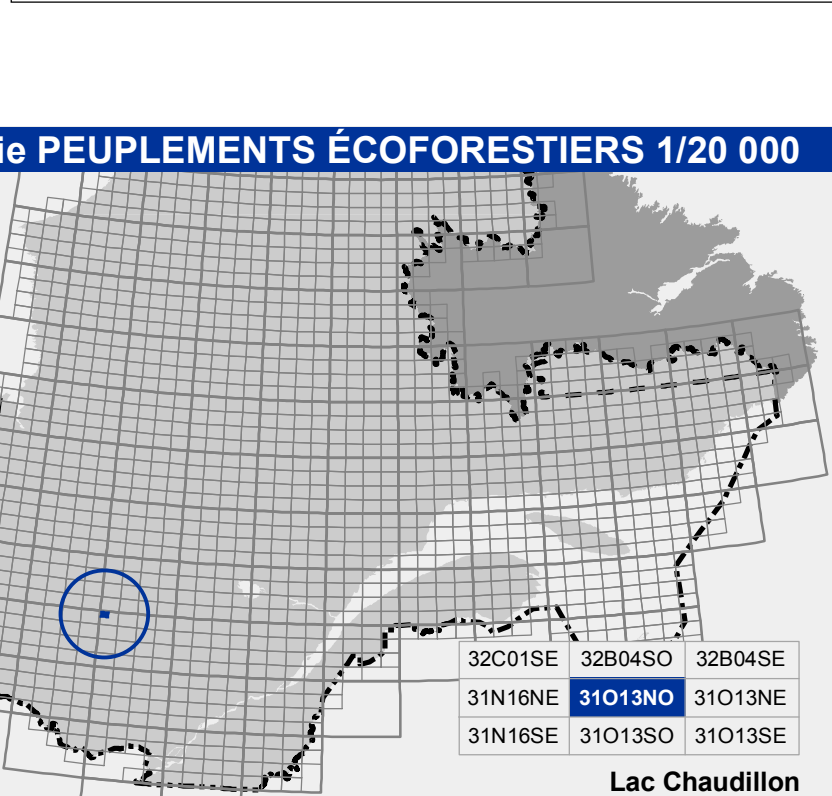 ie PEUPLEMENTS ÉCOFORESTIERS 1/20 000
32C01SE 32B04SO 32B04SE
31N16NE 31O13NO 31O13NE
31N16SE 31O13SO 31O13SE
Lac Chaudillon